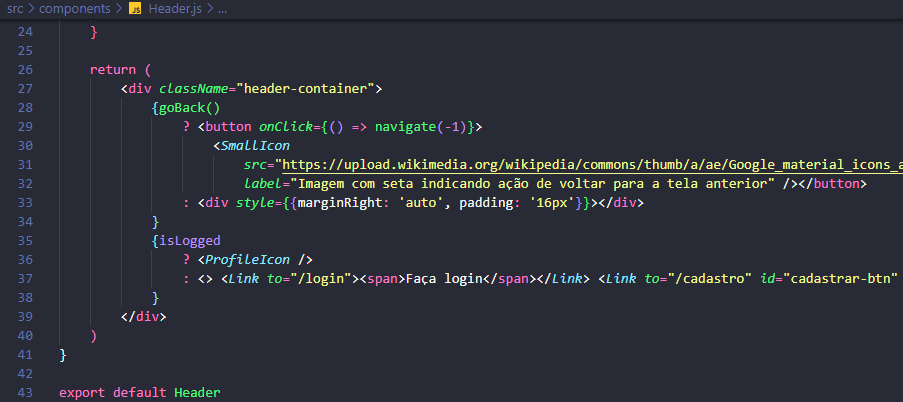 src > components > JS Header.js > ...
24 }
25
26 return (
27 <div className="header-container">
28 {goBack()
29 ? <button onClick={() => navigate(-1)}>
30 <SmallIcon
31 src="https://upload.wikimedia.org/wikipedia/commons/thumb/a/ae/Google_material_icons_a
32 label="Imagem com seta indicando ação de voltar para a tela anterior" /></button>
33 : <div style={{marginRight: 'auto', padding: '16px'}}></div>
34 }
35 {isLogged
36 ? <ProfileIcon />
37 : <> <Link to="/login"><span>Faça login</span></Link> <Link to="/cadastro" id="cadastrar-btn"
38 }
39 </div>
40 )
41 }
42
43 export default Header